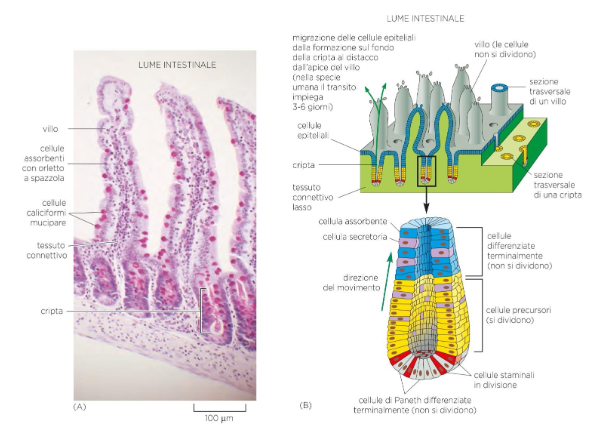 LUME INTESTINALE
villo
cellule
assorbenti
con orletto
a spazzola
cellule
caliciformi
mucipare
tessuto
connettivo
cripta
(A)
100 μm
LUME INTESTINALE
migrazione delle cellule epiteliali
dalla formazione sul fondo
della cripta al distacco
dall'apice del villo
(nella specie
umana il transito
impiega
3-6 giorni)
villo (le cellule
non si dividono)
sezione
trasversale
di un villo
cellule
epiteliali
cripta
tessuto
connettivo
lasso
sezione
trasversale
di una cripta
cellula assorbente
cellula secretoria
direzione
del movimento
cellule
differenziate
terminalmente
(non si dividono)
cellule precursori
(si dividono)
cellule staminali
in divisione
cellule di Paneth differenziate
terminalmente (non si dividono)
(B)